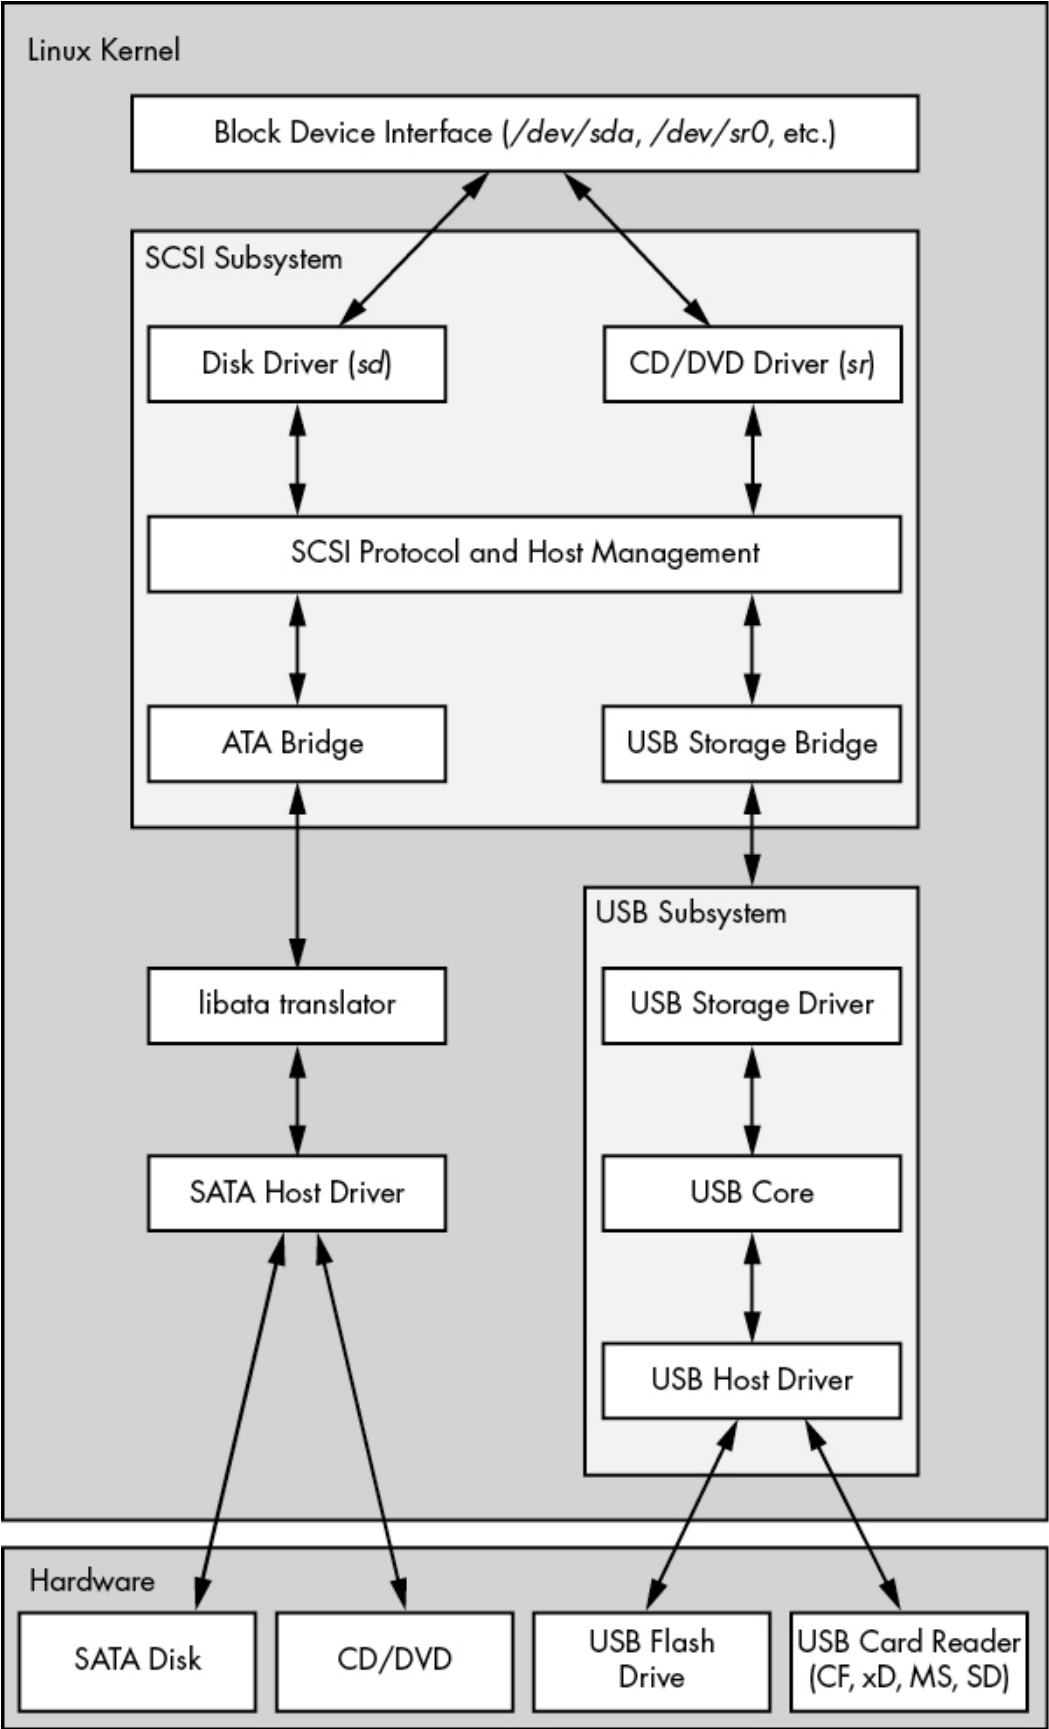 Linux Kernel
Block Device Interface (/dev/sda, /dev/sr0, etc.)
SCSI Subsystem
Disk Driver (sd)
CD/DVD Driver (sr)
SCSI Protocol and Host Management
ATA Bridge
USB Storage Bridge
USB Subsystem
libata translator
USB Storage Driver
SATA Host Driver
USB Core
USB Host Driver
Hardware
SATA Disk
CD/DVD
USB Flash
Drive
USB Card Reader
(CF, xD, MS, SD)